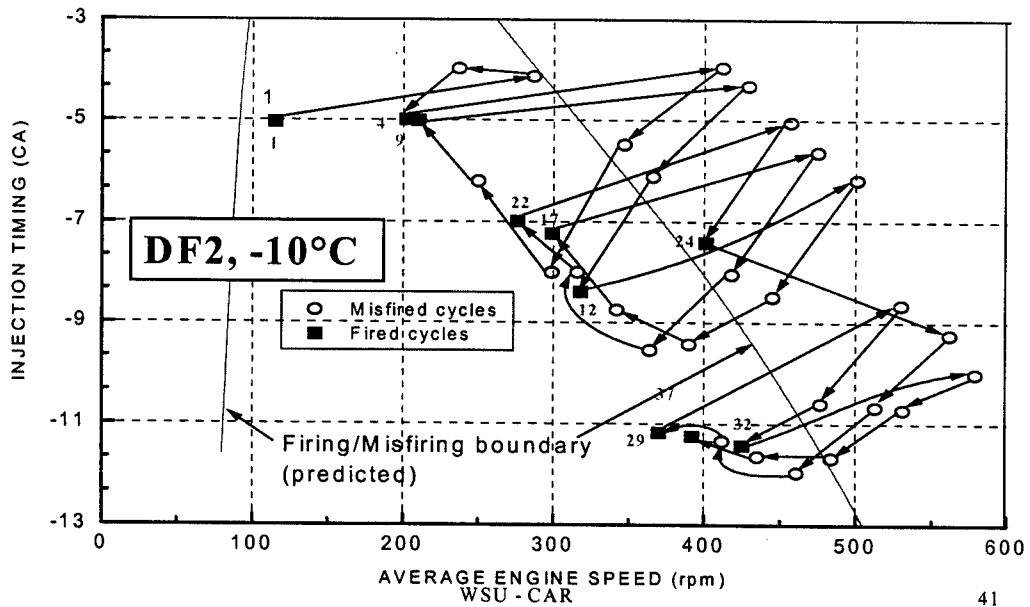 -3
-5
-7
-9
-11
-13
INJECTION TIMING (CA)
1
1
4
9
22
17
24
DF2, -10°C
Misfired cycles
Fired cycles
12
37
29
32
Firing/Misfiring boundary
(predicted)
0 100 200 300 400 500 600
AVERAGE ENGINE SPEED (rpm)
WSU - CAR
41